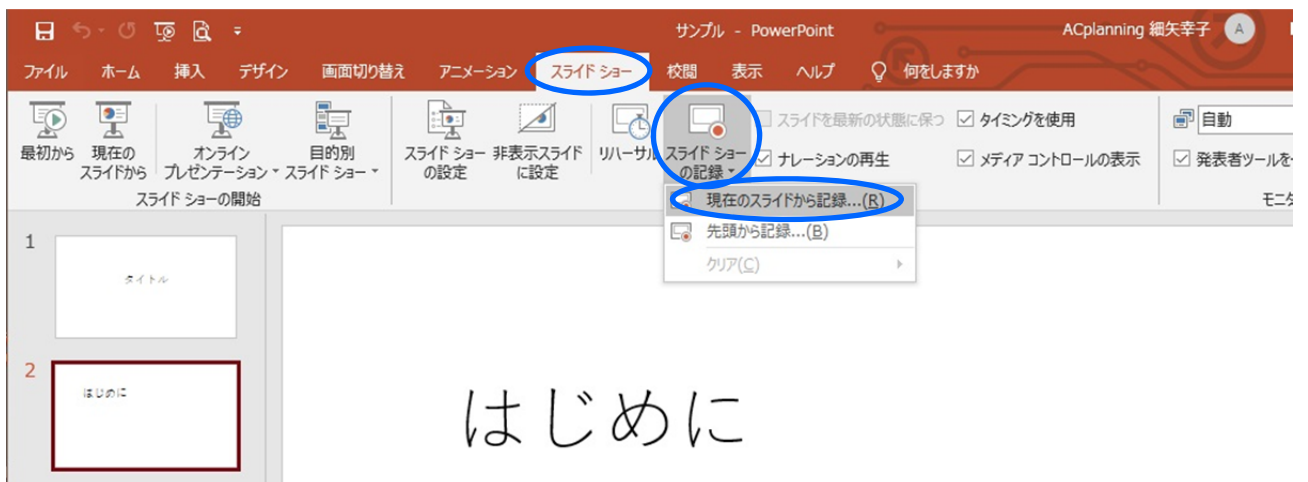 サンプル - PowerPoint
ACplanning 細矢幸子
A
ファイル ホーム 挿入 デザイン 画面切り替え アニメーション スライド ショー 校閲 表示 ヘルプ 何をしますか
最初から
現在の
スライドから
オンライン
プレゼンテーション
目的別
スライド ショー
スライド ショー
の設定
非表示スライド
に設定
リハーサル
スライド ショー
の記録
スライドを最新の状態に保つ
ナレーションの再生
タイミングを使用
メディア コントロールの表示
自動
発表者ツールを
スライド ショーの開始
モニタ
現在のスライドから記録...(R)
先頭から記録...(B)
クリア(C)
1
タイトル
2
はじめに
はじめに